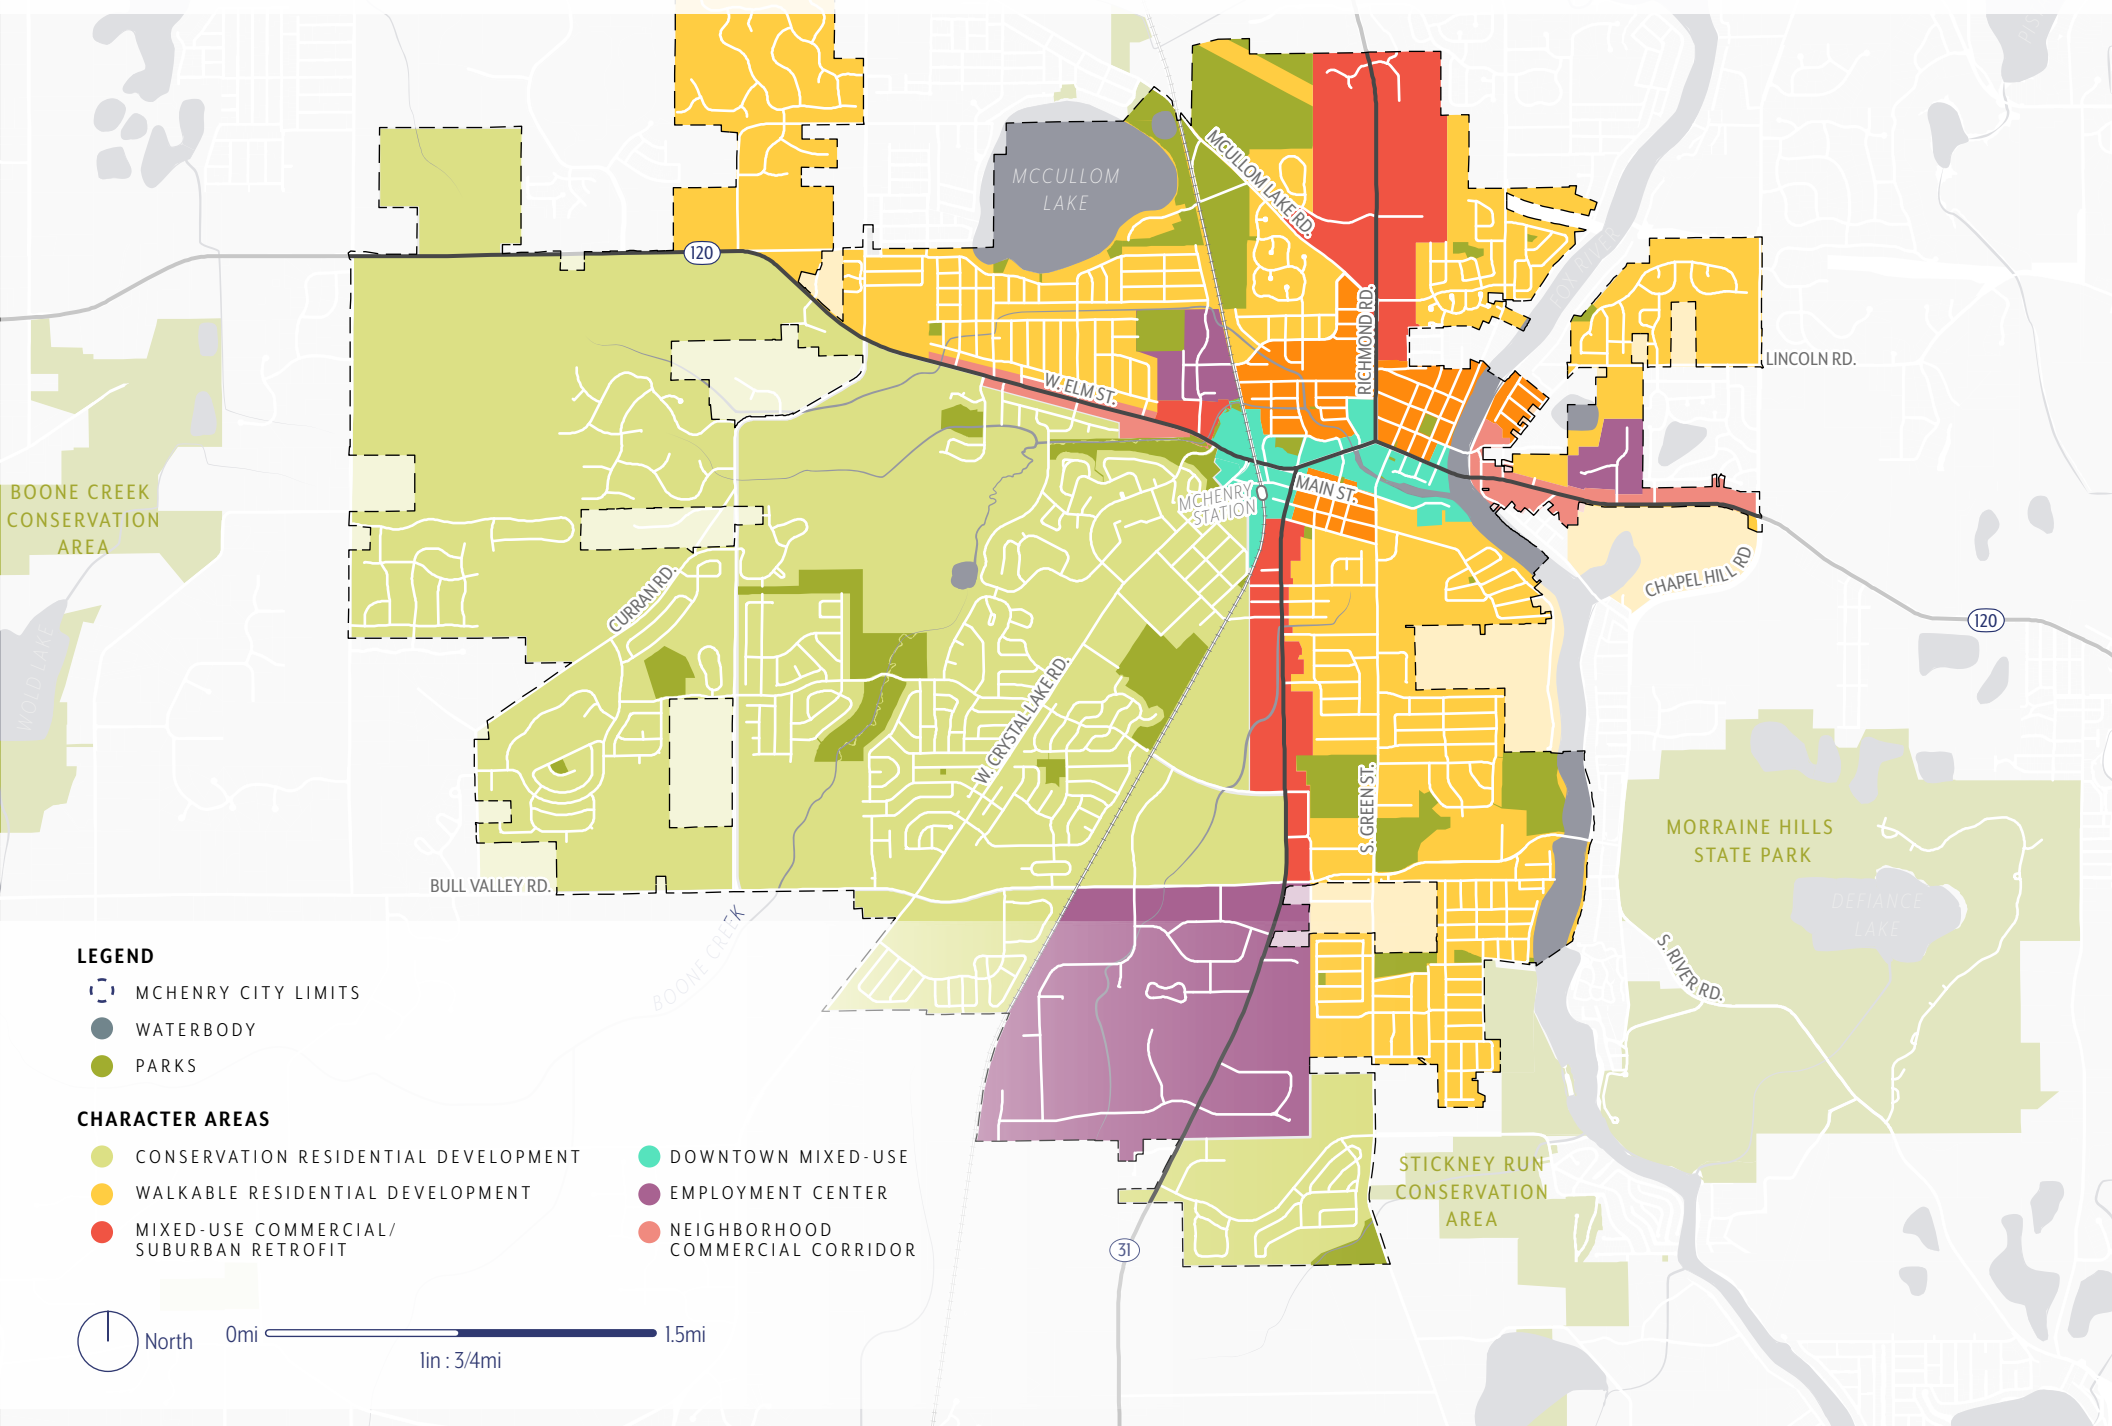 MCCULLOM
LAKE
MCULLOM LAKE RD.
120
FOX RIVER
RICHMOND RD.
LINCOLN RD.
W. ELM ST.
MAIN ST.
MCHENRY
STATION
BOONE CREEK
CONSERVATION
AREA
CURRAN RD.
CHAPEL HILL RD
120
WOLD LAKE
W. CRYSTAL LAKE RD.
S. GREEN ST.
MORRAINE HILLS
STATE PARK
DEFIANCE
LAKE
BULL VALLEY RD.
BOONE CREEK
S. RIVER RD.
STICKNEY RUN
CONSERVATION
AREA
31
LEGEND
MCHENRY CITY LIMITS
WATERBODY
PARKS
CHARACTER AREAS
CONSERVATION RESIDENTIAL DEVELOPMENT
WALKABLE RESIDENTIAL DEVELOPMENT
MIXED-USE COMMERCIAL/
SUBURBAN RETROFIT
DOWNTOWN MIXED-USE
EMPLOYMENT CENTER
NEIGHBORHOOD
COMMERCIAL CORRIDOR
North
0mi
1.5mi
1in : 3/4mi